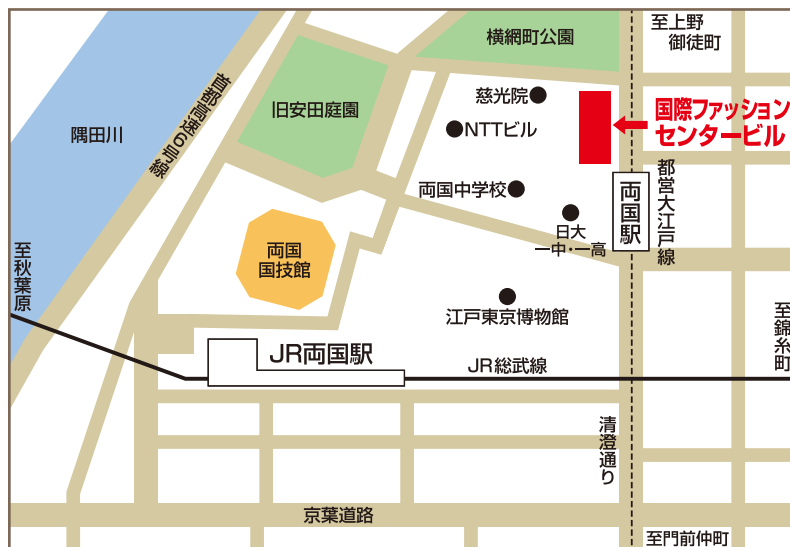 横網町公園
至上野
御徒町
慈光院
国際ファッション
センタービル
旧安田庭園
NTTビル
首都高速6号線
隅田川
両国中学校
両国駅
都営大江戸線
日大
一中・一高
両国
国技館
至秋葉原
江戸東京博物館
至錦糸町
JR両国駅
JR総武線
清澄通り
京葉道路
至門前仲町